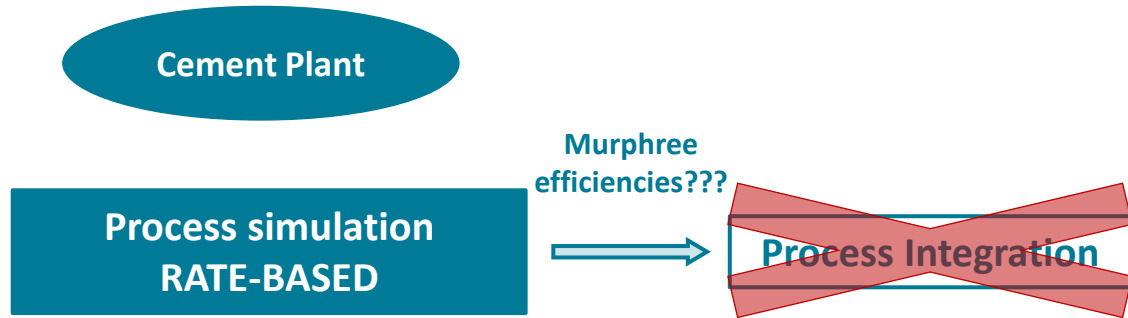 Cement Plant
Murphree
efficiencies???
Process simulation
RATE-BASED
Process Integration